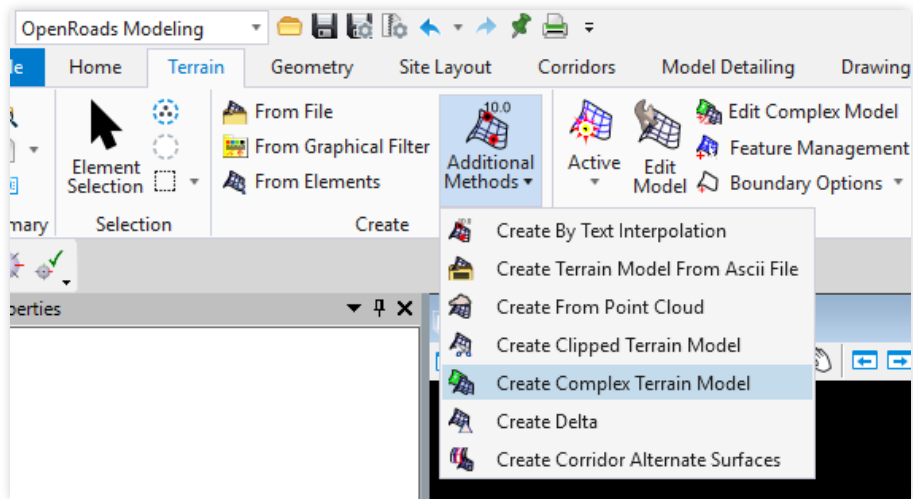 OpenRoads Modeling
le Home Terrain Geometry Site Layout Corridors Model Detailing Drawing
From File
From Graphical Filter
From Elements
Element
Selection
10.0
Additional
Methods
Active
Edit
Model
Edit Complex Model
Feature Management
Boundary Options
mary Selection Create
Create By Text Interpolation
Create Terrain Model From Ascii File
Create From Point Cloud
Create Clipped Terrain Model
Create Complex Terrain Model
Create Delta
Create Corridor Alternate Surfaces
perties